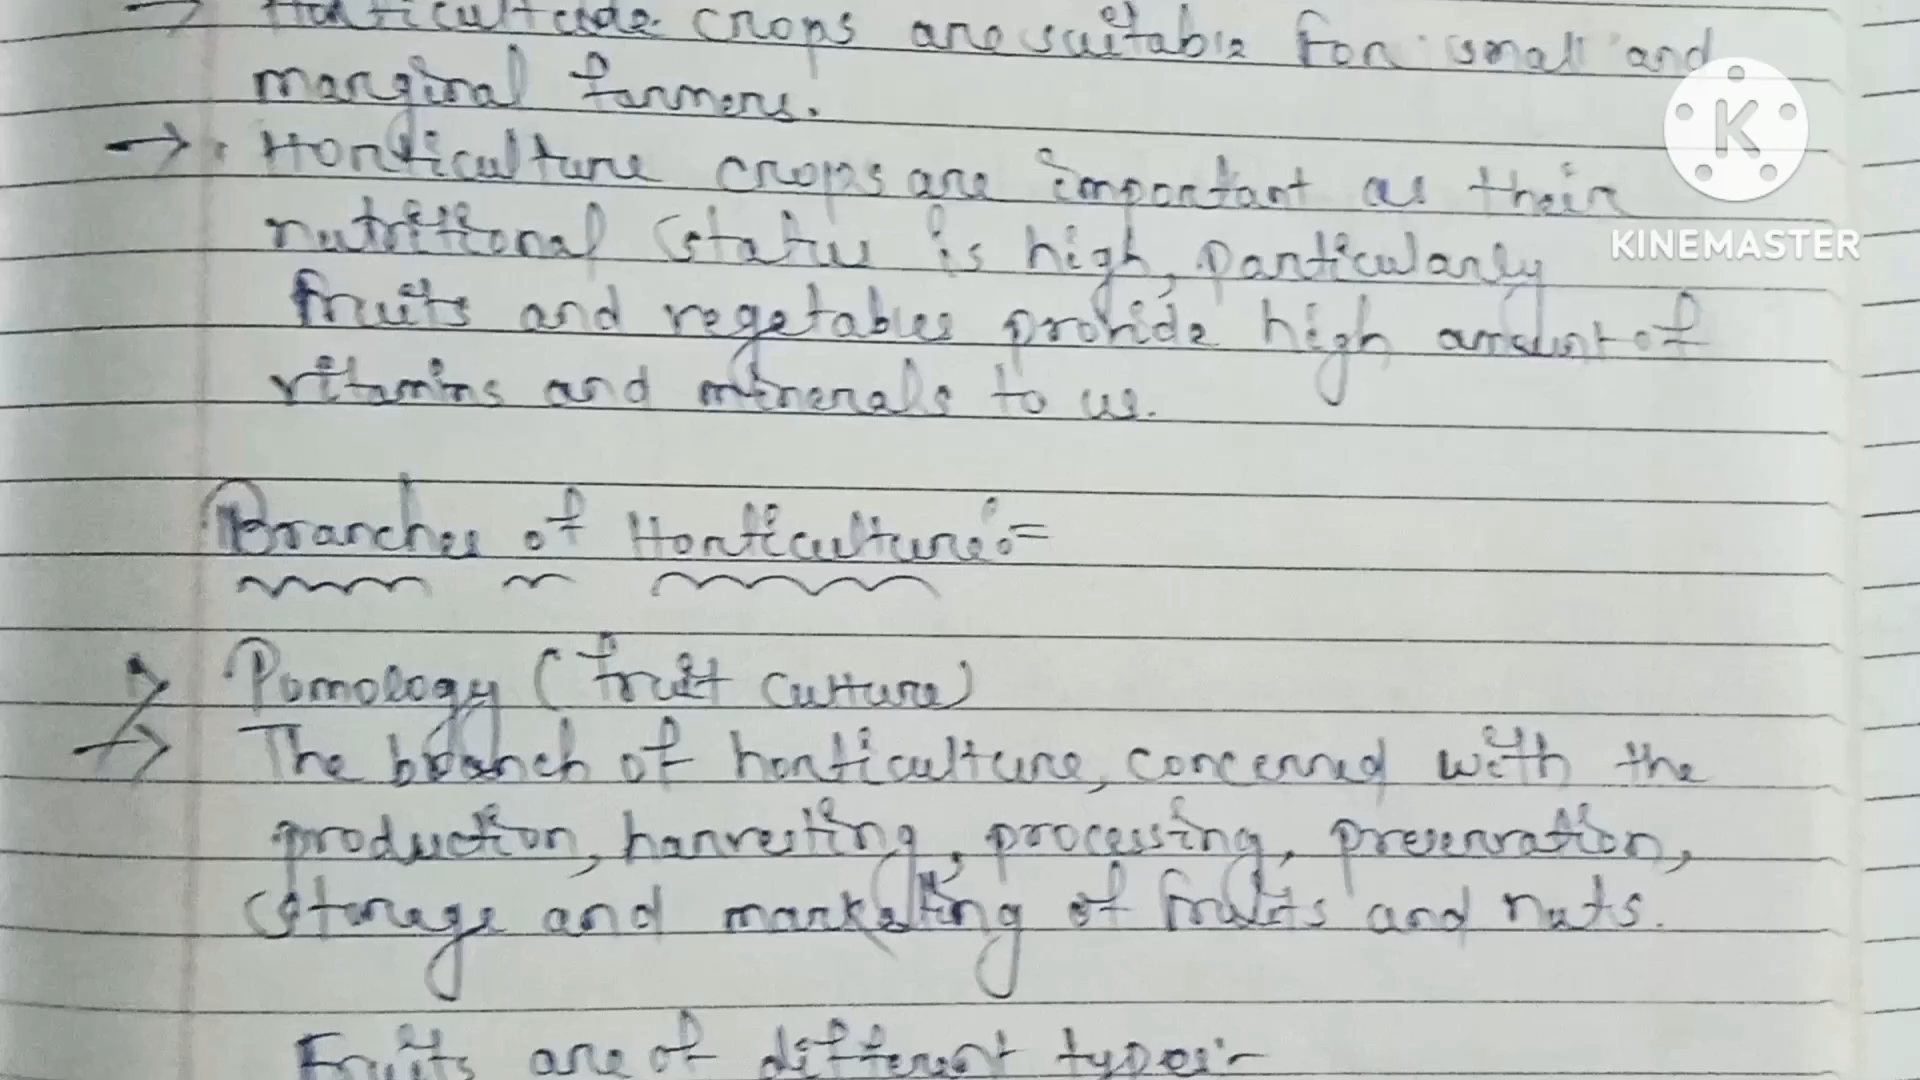 → Horticulture crops are suitable for small and
marginal farmers.
→ Horticulture crops are important as their
nutritional status is high, particularly
fruits and vegetables provide high amount of
vitamins and minerals to us.
Branches of Horticulture:=
Pomology (fruit culture)
→ The branch of horticulture, concerned with the
production, harvesting, processing, preservation,
storage and marketing of fruits and nuts.
Fruits are of different types:-
K
KINEMASTER